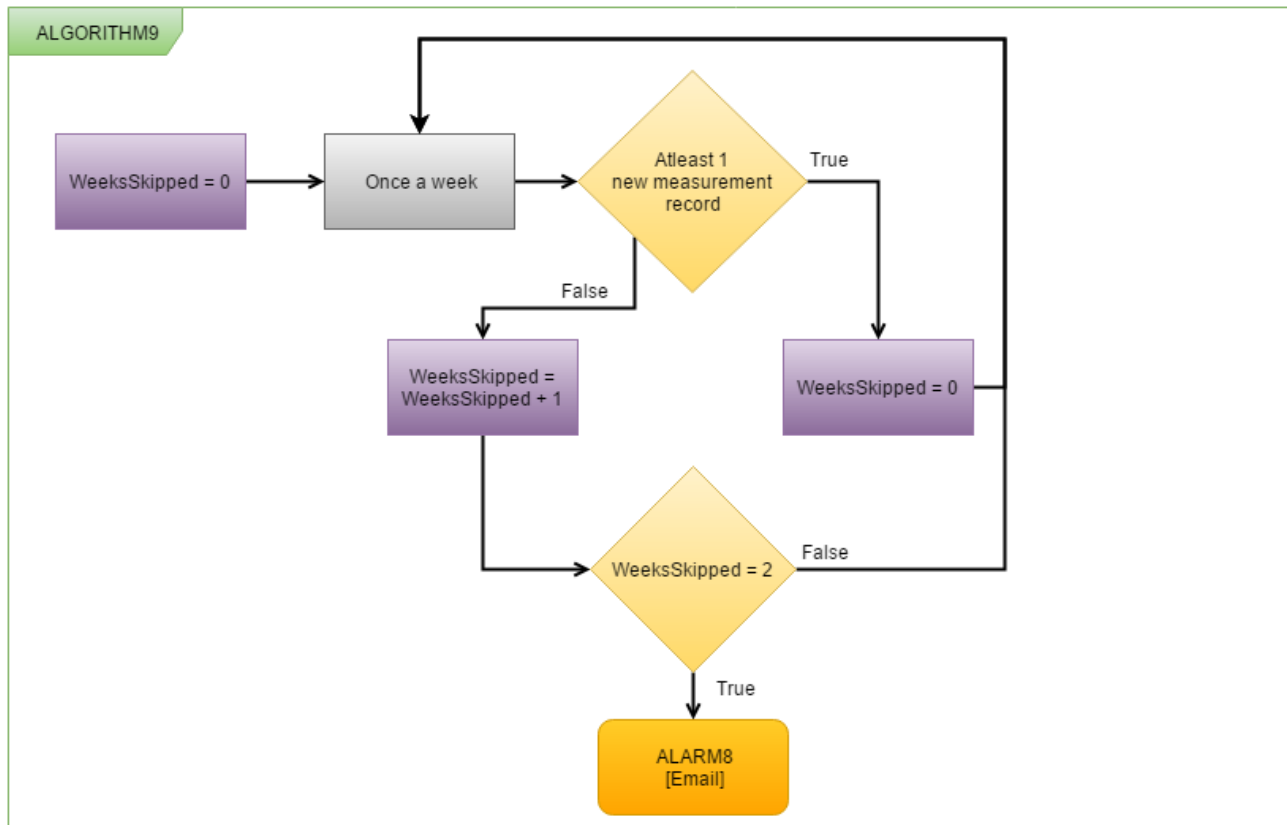 ALGORITHM9
WeeksSkipped = 0
Once a week
Atleast 1
new measurement
record
True
False
WeeksSkipped =
WeeksSkipped + 1
WeeksSkipped = 0
WeeksSkipped = 2
False
True
ALARM8
[Email]